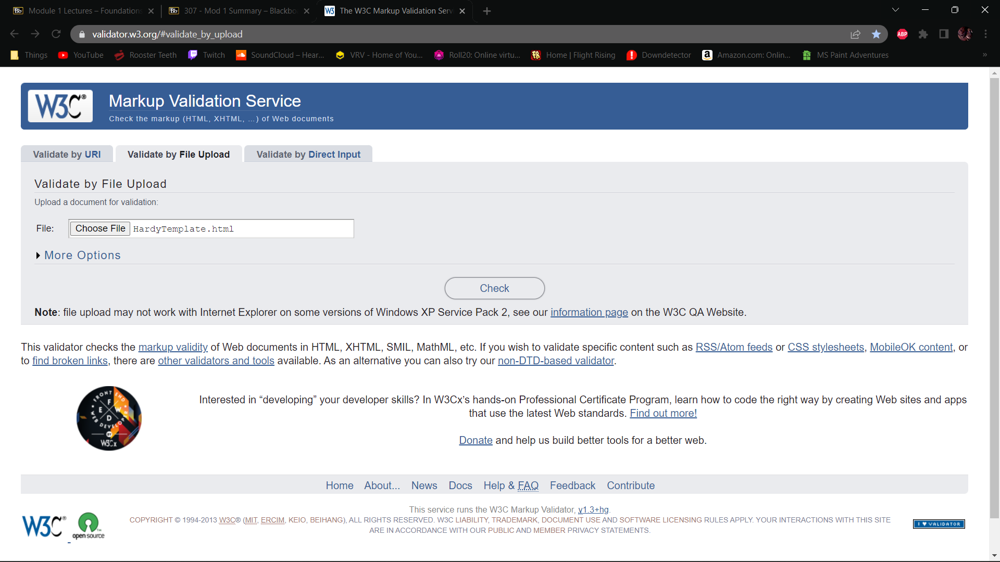 Module 1 Lectures – Foundations
307 - Mod 1 Summary – Blackbo
The W3C Markup Validation Serv
validator.w3.org/#validate_by_upload
ABP
Things
YouTube
Rooster Teeth
Twitch
SoundCloud – Hear...
VRV - Home of You...
Roll20: Online virtu...
Home | Flight Rising
Downdetector
Amazon.com: Onlin...
MS Paint Adventures
»
W3C®
Markup Validation Service
Check the markup (HTML, XHTML, ...) of Web documents
Validate by URI
Validate by File Upload
Validate by Direct Input
Validate by File Upload
Upload a document for validation:
File: Choose File HardyTemplate.html
More Options
Check
Note: file upload may not work with Internet Explorer on some versions of Windows XP Service Pack 2, see our information page on the W3C QA Website.
This validator checks the markup validity of Web documents in HTML, XHTML, SMIL, MathML, etc. If you wish to validate specific content such as RSS/Atom feeds or CSS stylesheets, MobileOK content, or
to find broken links, there are other validators and tools available. As an alternative you can also try our non-DTD-based validator.
FRONT END
F
E W
D
WEB DEVELOPER
BY
W3Cx
Interested in “developing” your developer skills? In W3Cx’s hands-on Professional Certificate Program, learn how to code the right way by creating Web sites and apps
that use the latest Web standards. Find out more!
Donate and help us build better tools for a better web.
Home About... News Docs Help & FAQ Feedback Contribute
W3C®
open source
This service runs the W3C Markup Validator, v1.3+hg.
COPYRIGHT © 1994-2013 W3C® (MIT, ERCIM, KEIO, BEIHANG), ALL RIGHTS RESERVED. W3C LIABILITY, TRADEMARK, DOCUMENT USE AND SOFTWARE LICENSING RULES APPLY. YOUR INTERACTIONS WITH THIS SITE
ARE IN ACCORDANCE WITH OUR PUBLIC AND MEMBER PRIVACY STATEMENTS.
I ♥ VALIDATOR